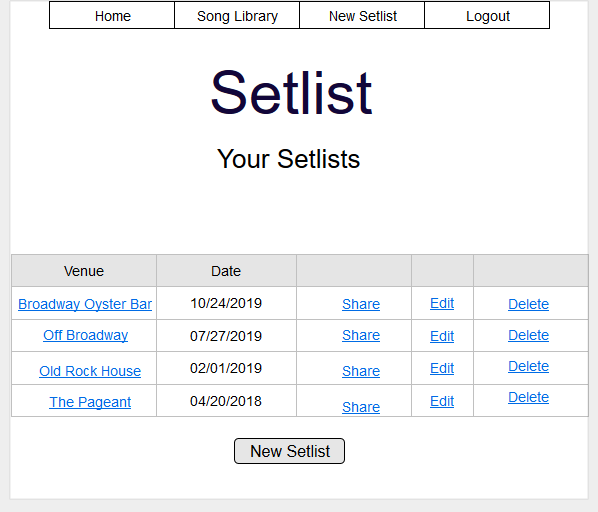 Home Song Library New Setlist Logout
Setlist
Your Setlists
Venue Date
Broadway Oyster Bar 10/24/2019 Share Edit Delete
Off Broadway 07/27/2019 Share Edit Delete
Old Rock House 02/01/2019 Share Edit Delete
The Pageant 04/20/2018 Share Edit Delete
New Setlist